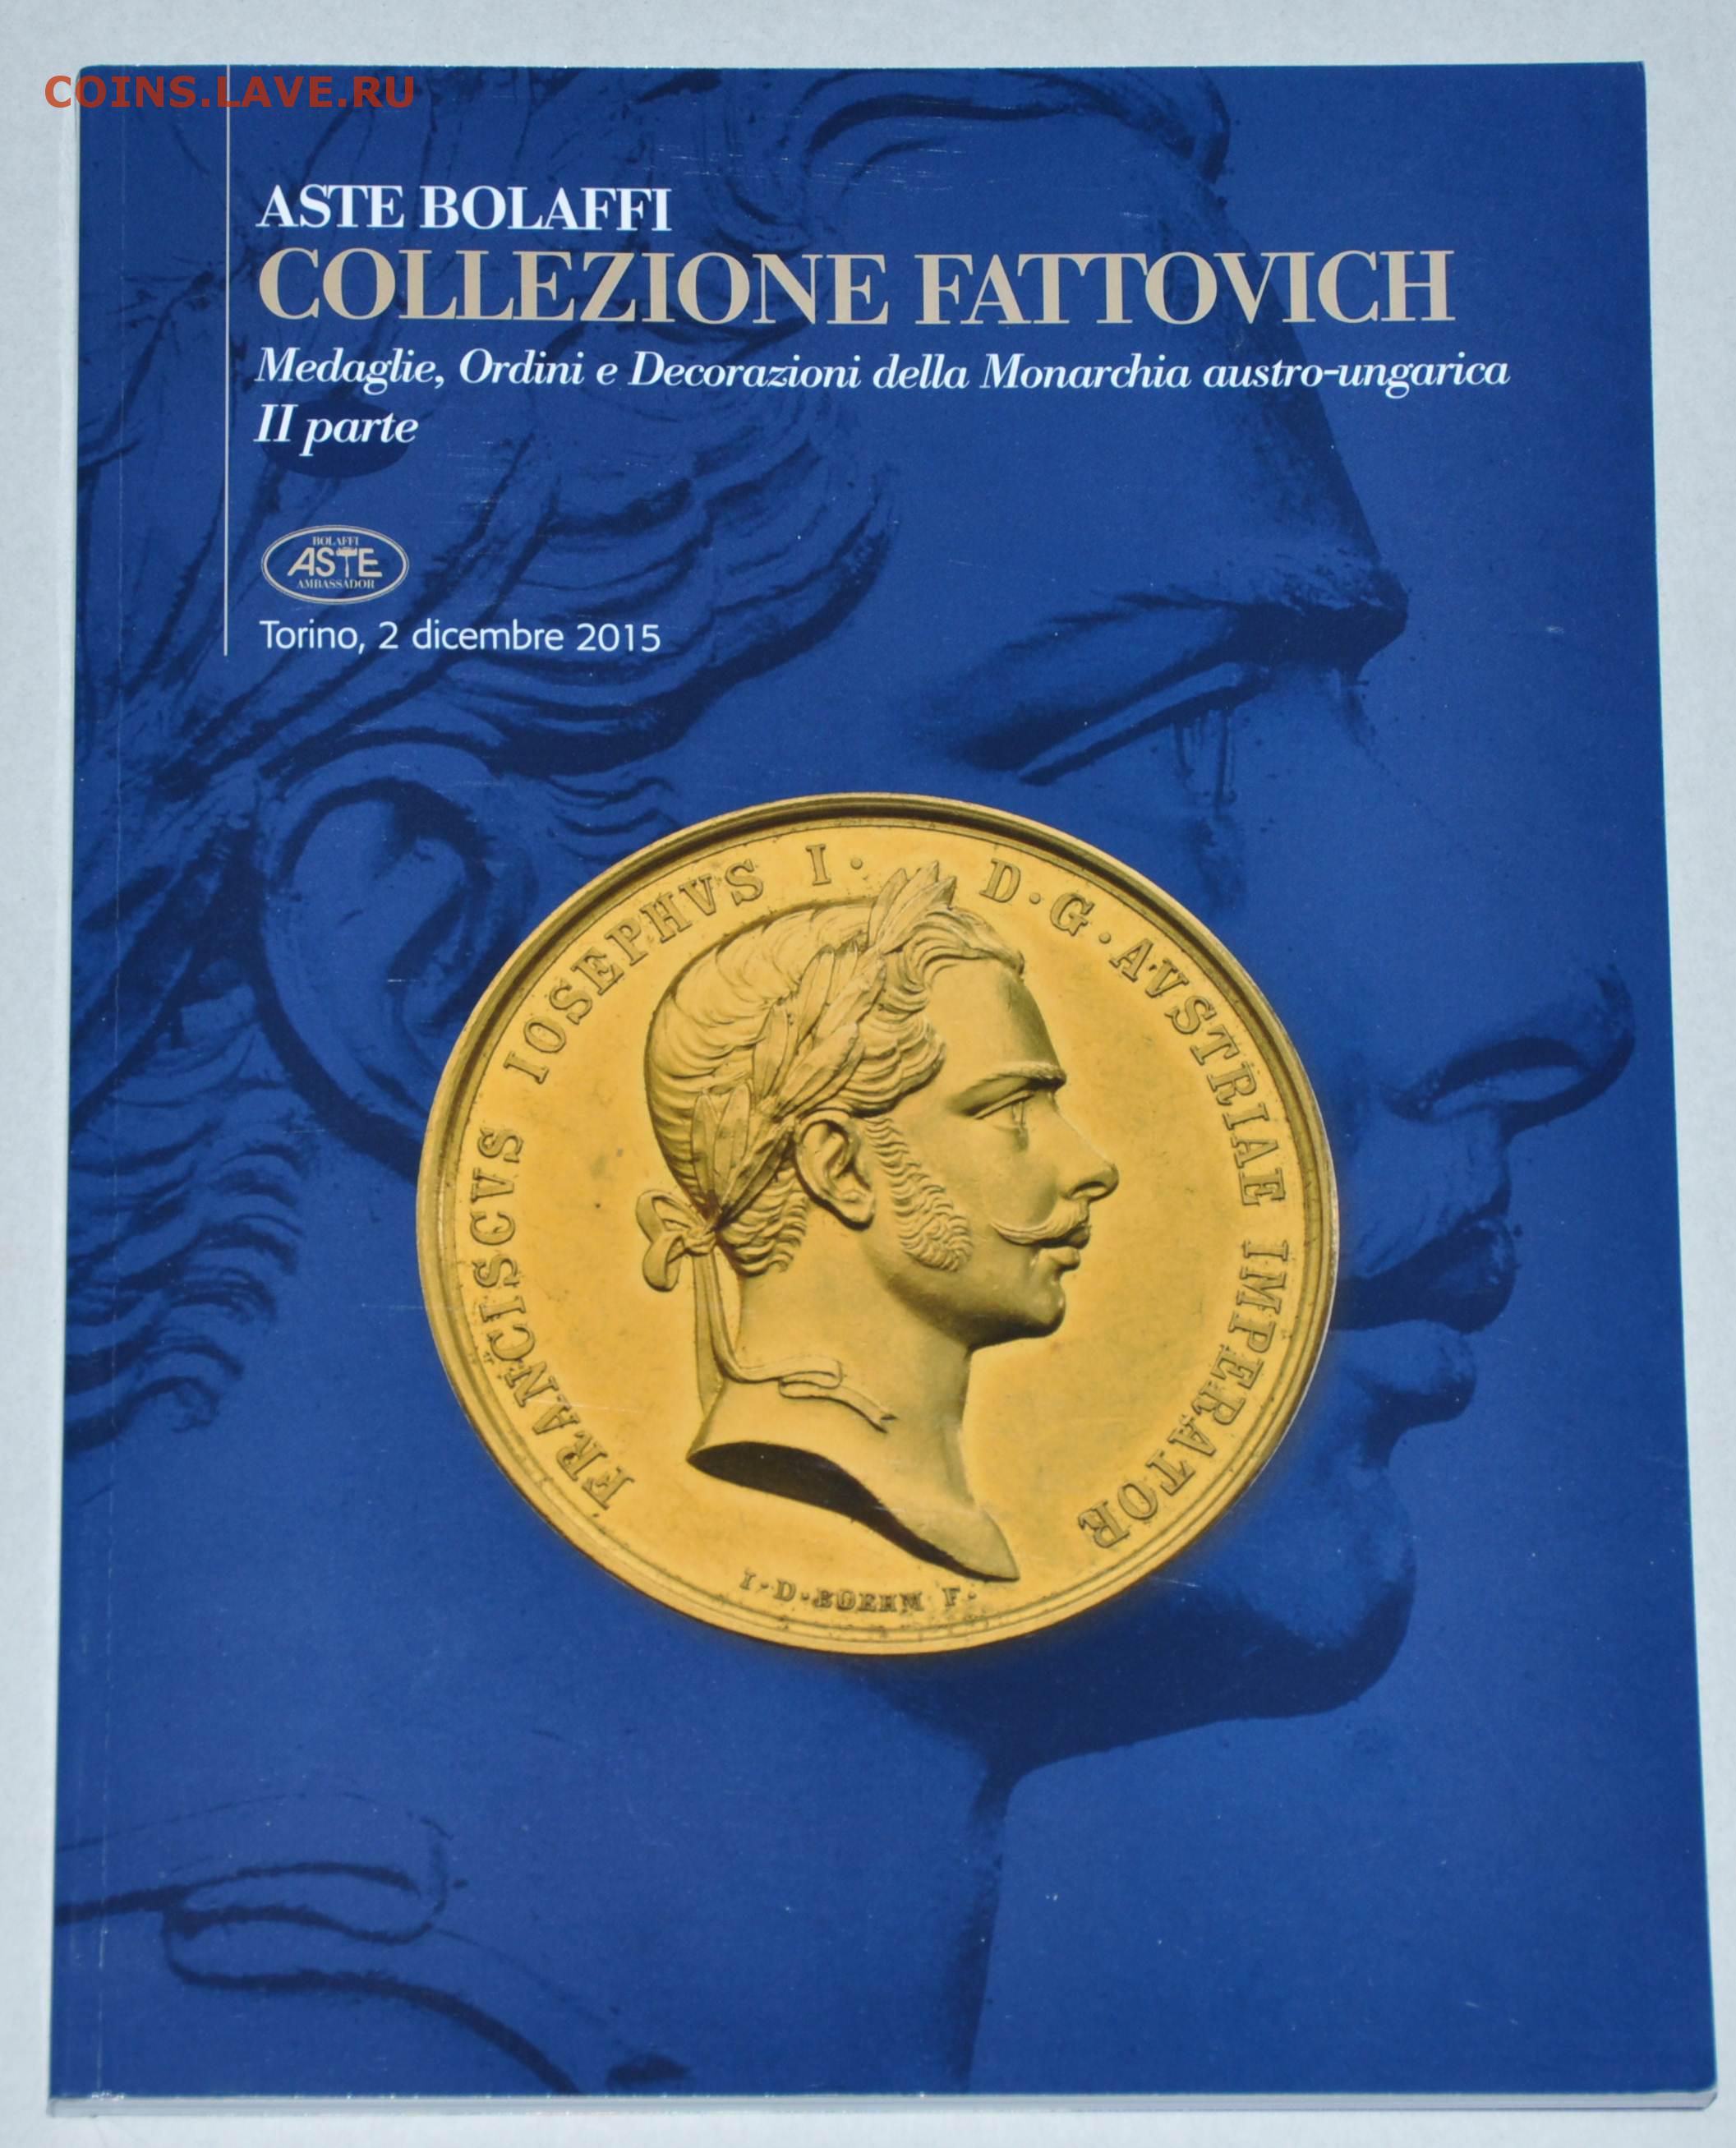 COINS.LAVE.RU
ASTE BOLAFFI
COLLEZIONE FATTOVICH
Medaglie, Ordini e Decorazioni della Monarchia austro-ungarica
II parte
BOLAFFI
ASTE
AMBASSADOR
Torino, 2 dicembre 2015
FRANCISCVS IOSEPHVS I · D · G · AVSTRIAE IMPERATOR
I · D · BOEHM F ·